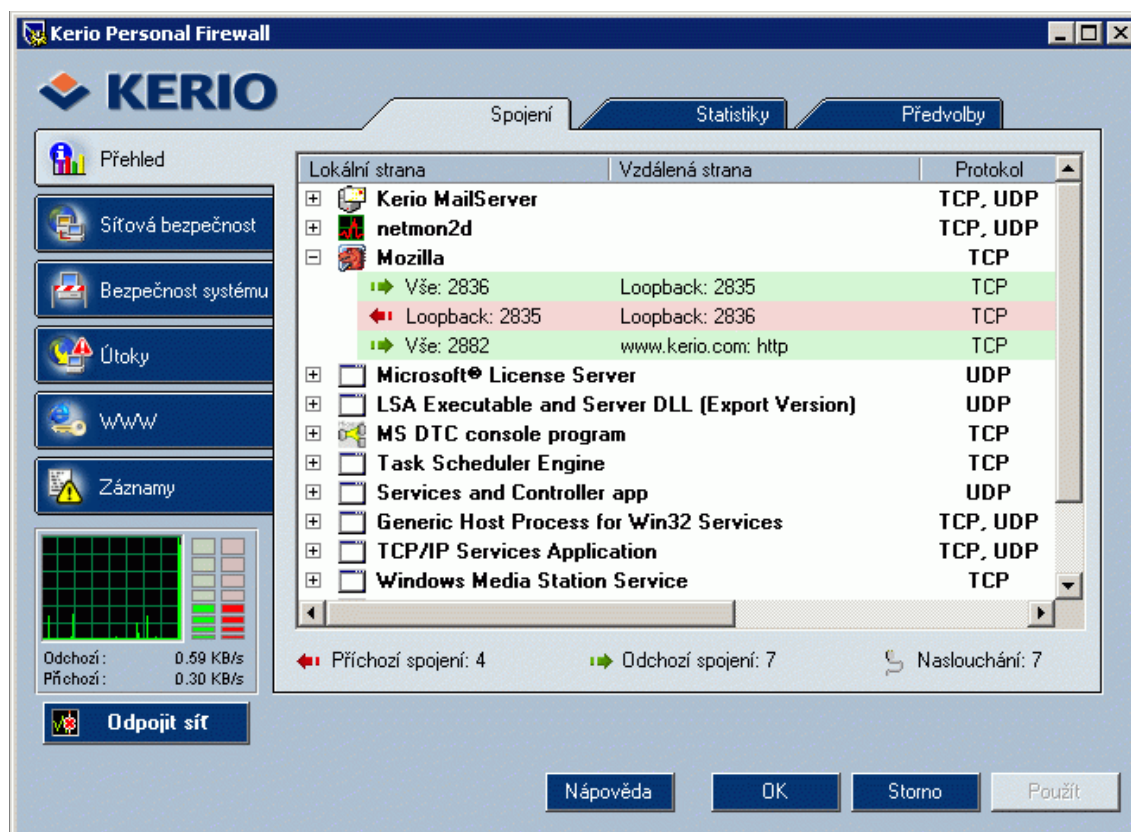 Kerio Personal Firewall
KERIO
Spojení Statistiky Předvolby
Přehled
Síťová bezpečnost
Bezpečnost systému
Útoky
WWW
Záznamy
Lokální strana Vzdálená strana Protokol
Kerio MailServer TCP, UDP
netmon2d TCP, UDP
Mozilla TCP
Vše: 2836 Loopback: 2835 TCP
Loopback: 2835 Loopback: 2836 TCP
Vše: 2882 www.kerio.com: http TCP
Microsoft® License Server UDP
LSA Executable and Server DLL (Export Version) UDP
MS DTC console program TCP
Task Scheduler Engine TCP
Services and Controller app UDP
Generic Host Process for Win32 Services TCP, UDP
TCP/IP Services Application TCP, UDP
Windows Media Station Service TCP
Příchozí spojení: 4 Odchozí spojení: 7 Naslouchání: 7
Odchozí: 0.59 KB/s
Příchozí: 0.30 KB/s
Odpojit síť
Nápověda OK Storno Použít